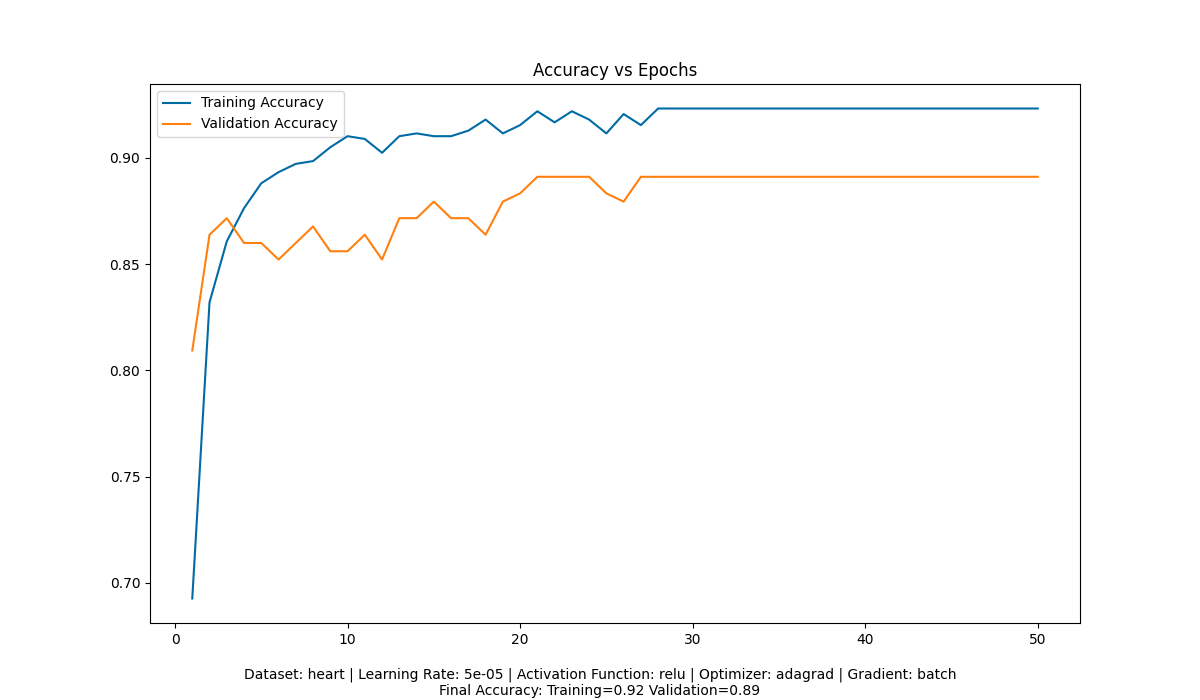 Accuracy vs Epochs
Training Accuracy
Validation Accuracy
0.90
0.85
0.80
0.75
0.70
0 10 20 30 40 50
Dataset: heart | Learning Rate: 5e-05 | Activation Function: relu | Optimizer: adagrad | Gradient: batch
Final Accuracy: Training=0.92 Validation=0.89